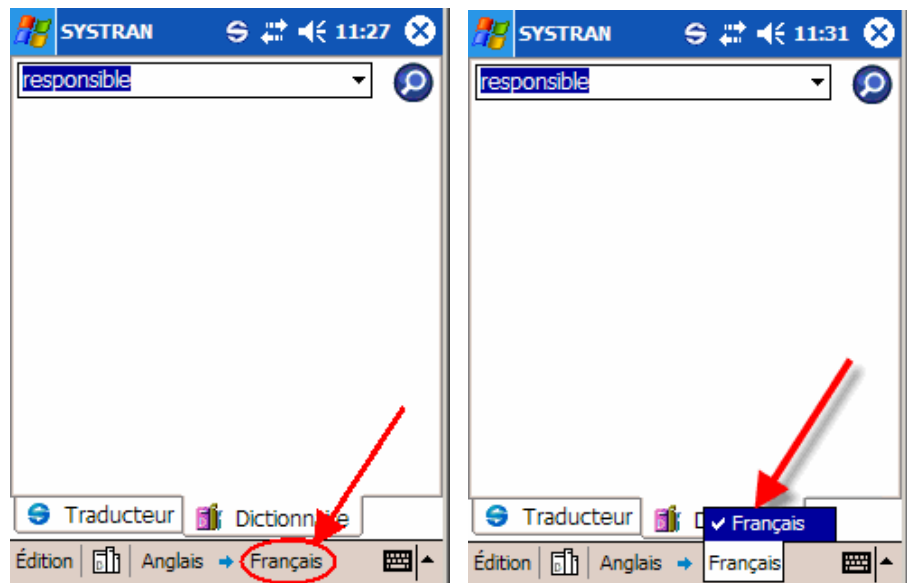 SYSTRAN 11:27
responsible
Traducteur Dictionnaire
Édition Anglais Français
SYSTRAN 11:31
responsible
Traducteur D
Français
Édition Anglais Français